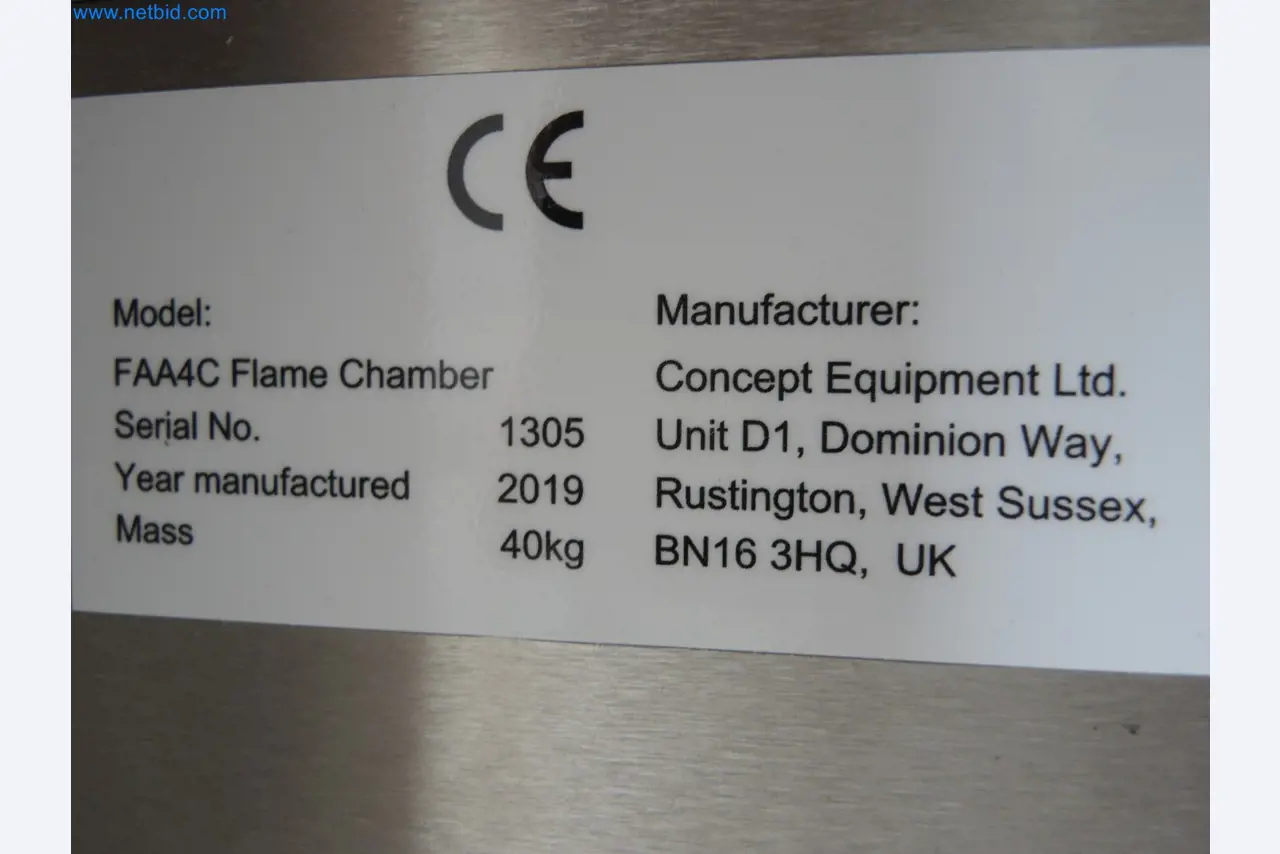 www.netbid.com
CE
Model:
FAA4C Flame Chamber
Serial No. 1305
Year manufactured 2019
Mass 40kg
Manufacturer:
Concept Equipment Ltd.
Unit D1, Dominion Way,
Rustington, West Sussex,
BN16 3HQ, UK